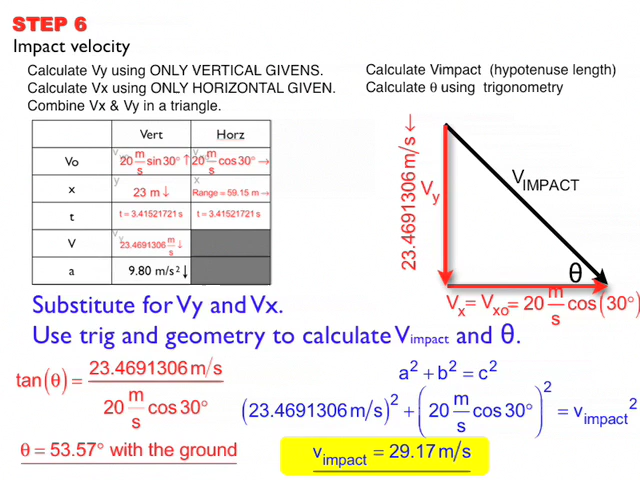 STEP 6
Impact velocity
Calculate Vy using ONLY VERTICAL GIVENS.
Calculate Vx using ONLY HORIZONTAL GIVEN.
Combine Vx & Vy in a triangle.
Calculate Vimpact (hypotenuse length)
Calculate θ using trigonometry
Vert Horz
Vo 20 m/s sin30° ↑ 20 m/s cos30° →
x y 23 m ↓ x Range = 59.15 m →
t t = 3.41521721 s t = 3.41521721 s
V 23.4691306 m/s ↓
a 9.80 m/s² ↓
23.4691306 m/s ←
Vy
VIMPACT
θ
Vx = Vxo = 20 m/s cos(30°)
Substitute for Vy and Vx.
Use trig and geometry to calculate Vimpact and θ.
tan(θ) = 23.4691306 m/s / 20 m/s cos 30°
θ = 53.57° with the ground
a² + b² = c²
(23.4691306 m/s)² + (20 m/s cos 30°)² = vimpact²
vimpact = 29.17 m/s